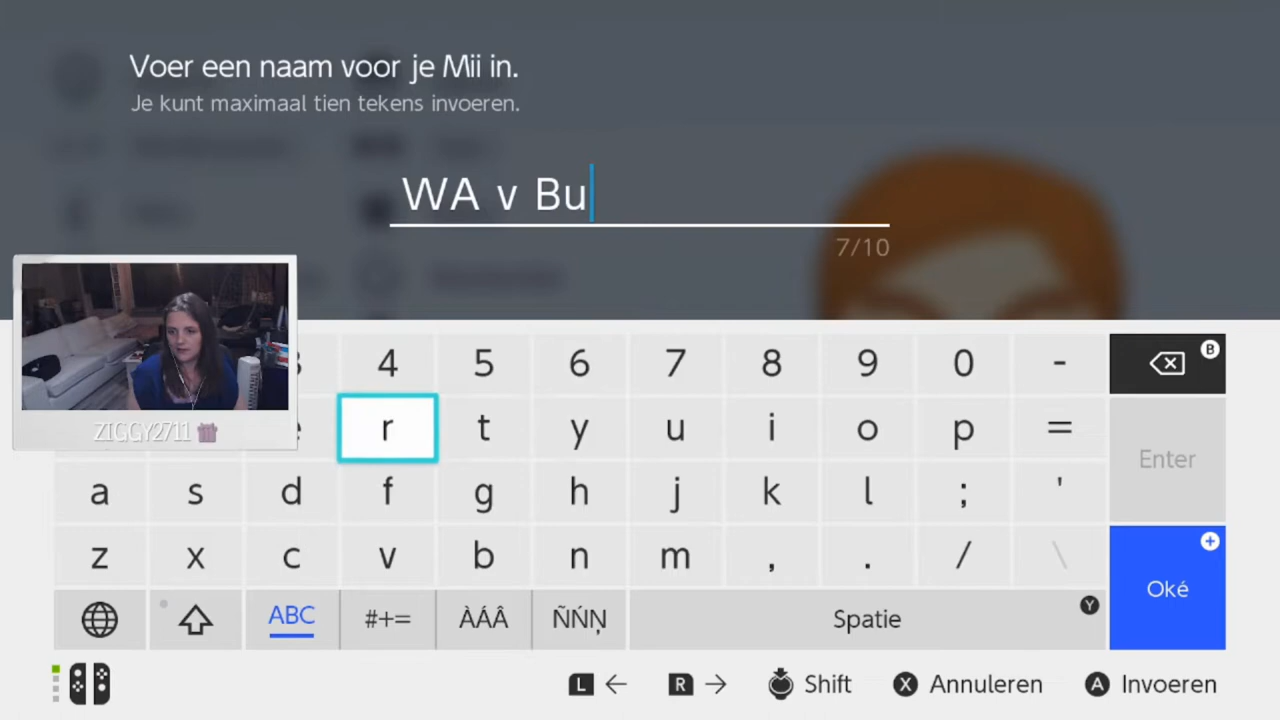 Voer een naam voor je Mii in.
Je kunt maximaal tien tekens invoeren.
WA v Bu
7/10
4 5 6 7 8 9 0 - B
r t y u i o p =
ZIGGY2711
Enter
a s d f g h j k l ; '
z x c v b n m , . / \
+
Oké
ABC #+= ÀÁÂ ÑŃŅ Spatie Y
L ← R → Shift X Annuleren A Invoeren